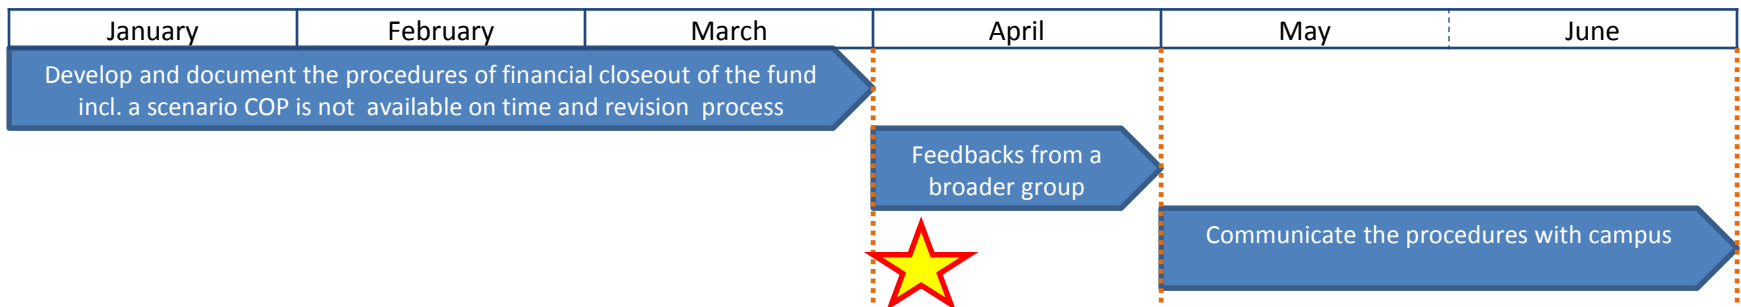 January February March April May June
Develop and document the procedures of financial closeout of the fund
incl. a scenario COP is not available on time and revision process
Feedbacks from a
broader group
Communicate the procedures with campus